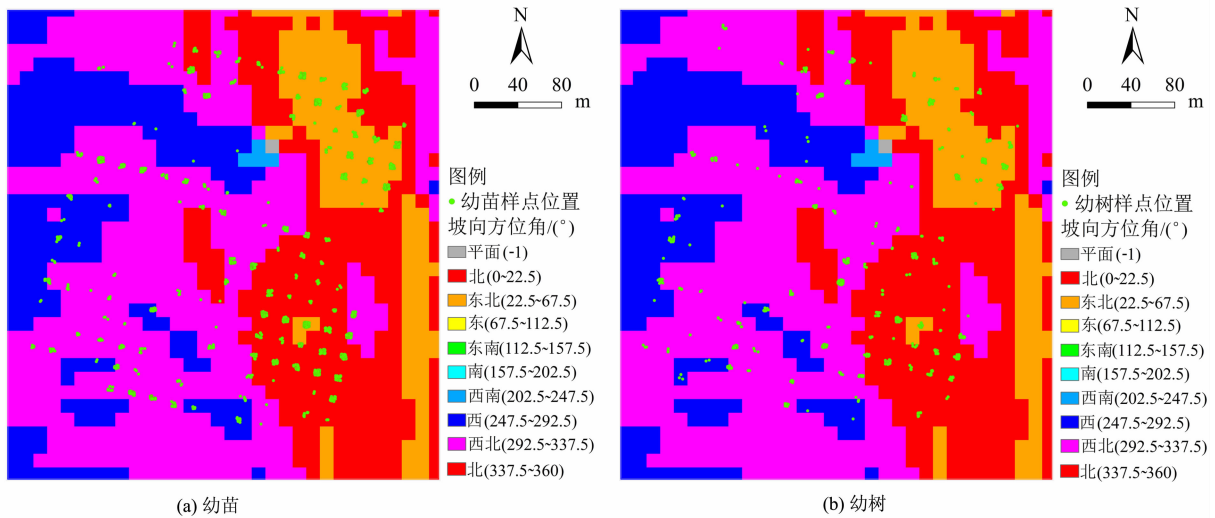 N
0 40 80
m
图例
幼苗样点位置
坡向方位角/(°)
平面(-1)
北(0~22.5)
东北(22.5~67.5)
东(67.5~112.5)
东南(112.5~157.5)
南(157.5~202.5)
西南(202.5~247.5)
西(247.5~292.5)
西北(292.5~337.5)
北(337.5~360)
(a) 幼苗
N
0 40 80
m
图例
幼树样点位置
坡向方位角/(°)
平面(-1)
北(0~22.5)
东北(22.5~67.5)
东(67.5~112.5)
东南(112.5~157.5)
南(157.5~202.5)
西南(202.5~247.5)
西(247.5~292.5)
西北(292.5~337.5)
北(337.5~360)
(b) 幼树